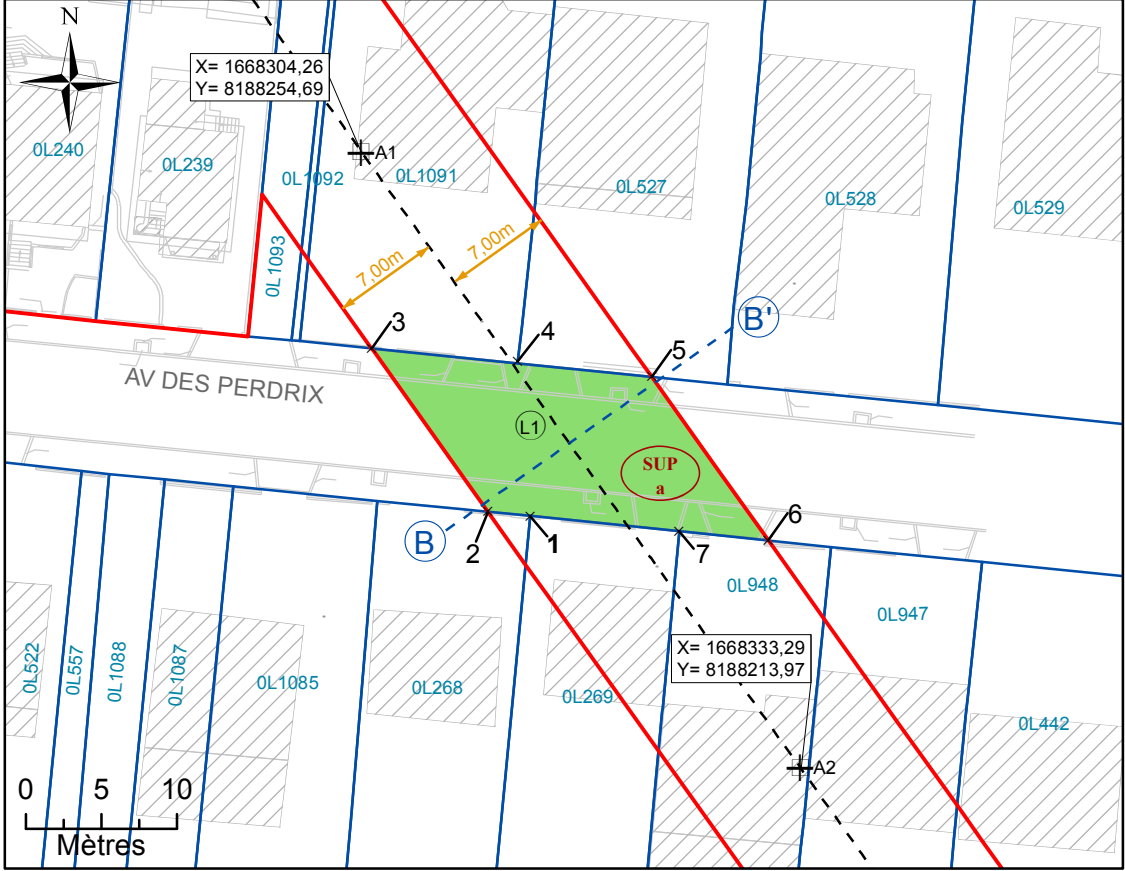 N
X= 1668304,26
Y= 8188254,69
A1
0L240
0L239
0L1092
0L1091
0L527
0L528
0L529
0L1093
7,00m
7,00m
3
4
5
B'
AV DES PERDRIX
L1
SUP
a
B
2
1
7
6
0L948
0L947
X= 1668333,29
Y= 8188213,97
0L522
0L557
0L1088
0L1087
0L1085
0L268
0L269
0L442
A2
0 5 10
Mètres